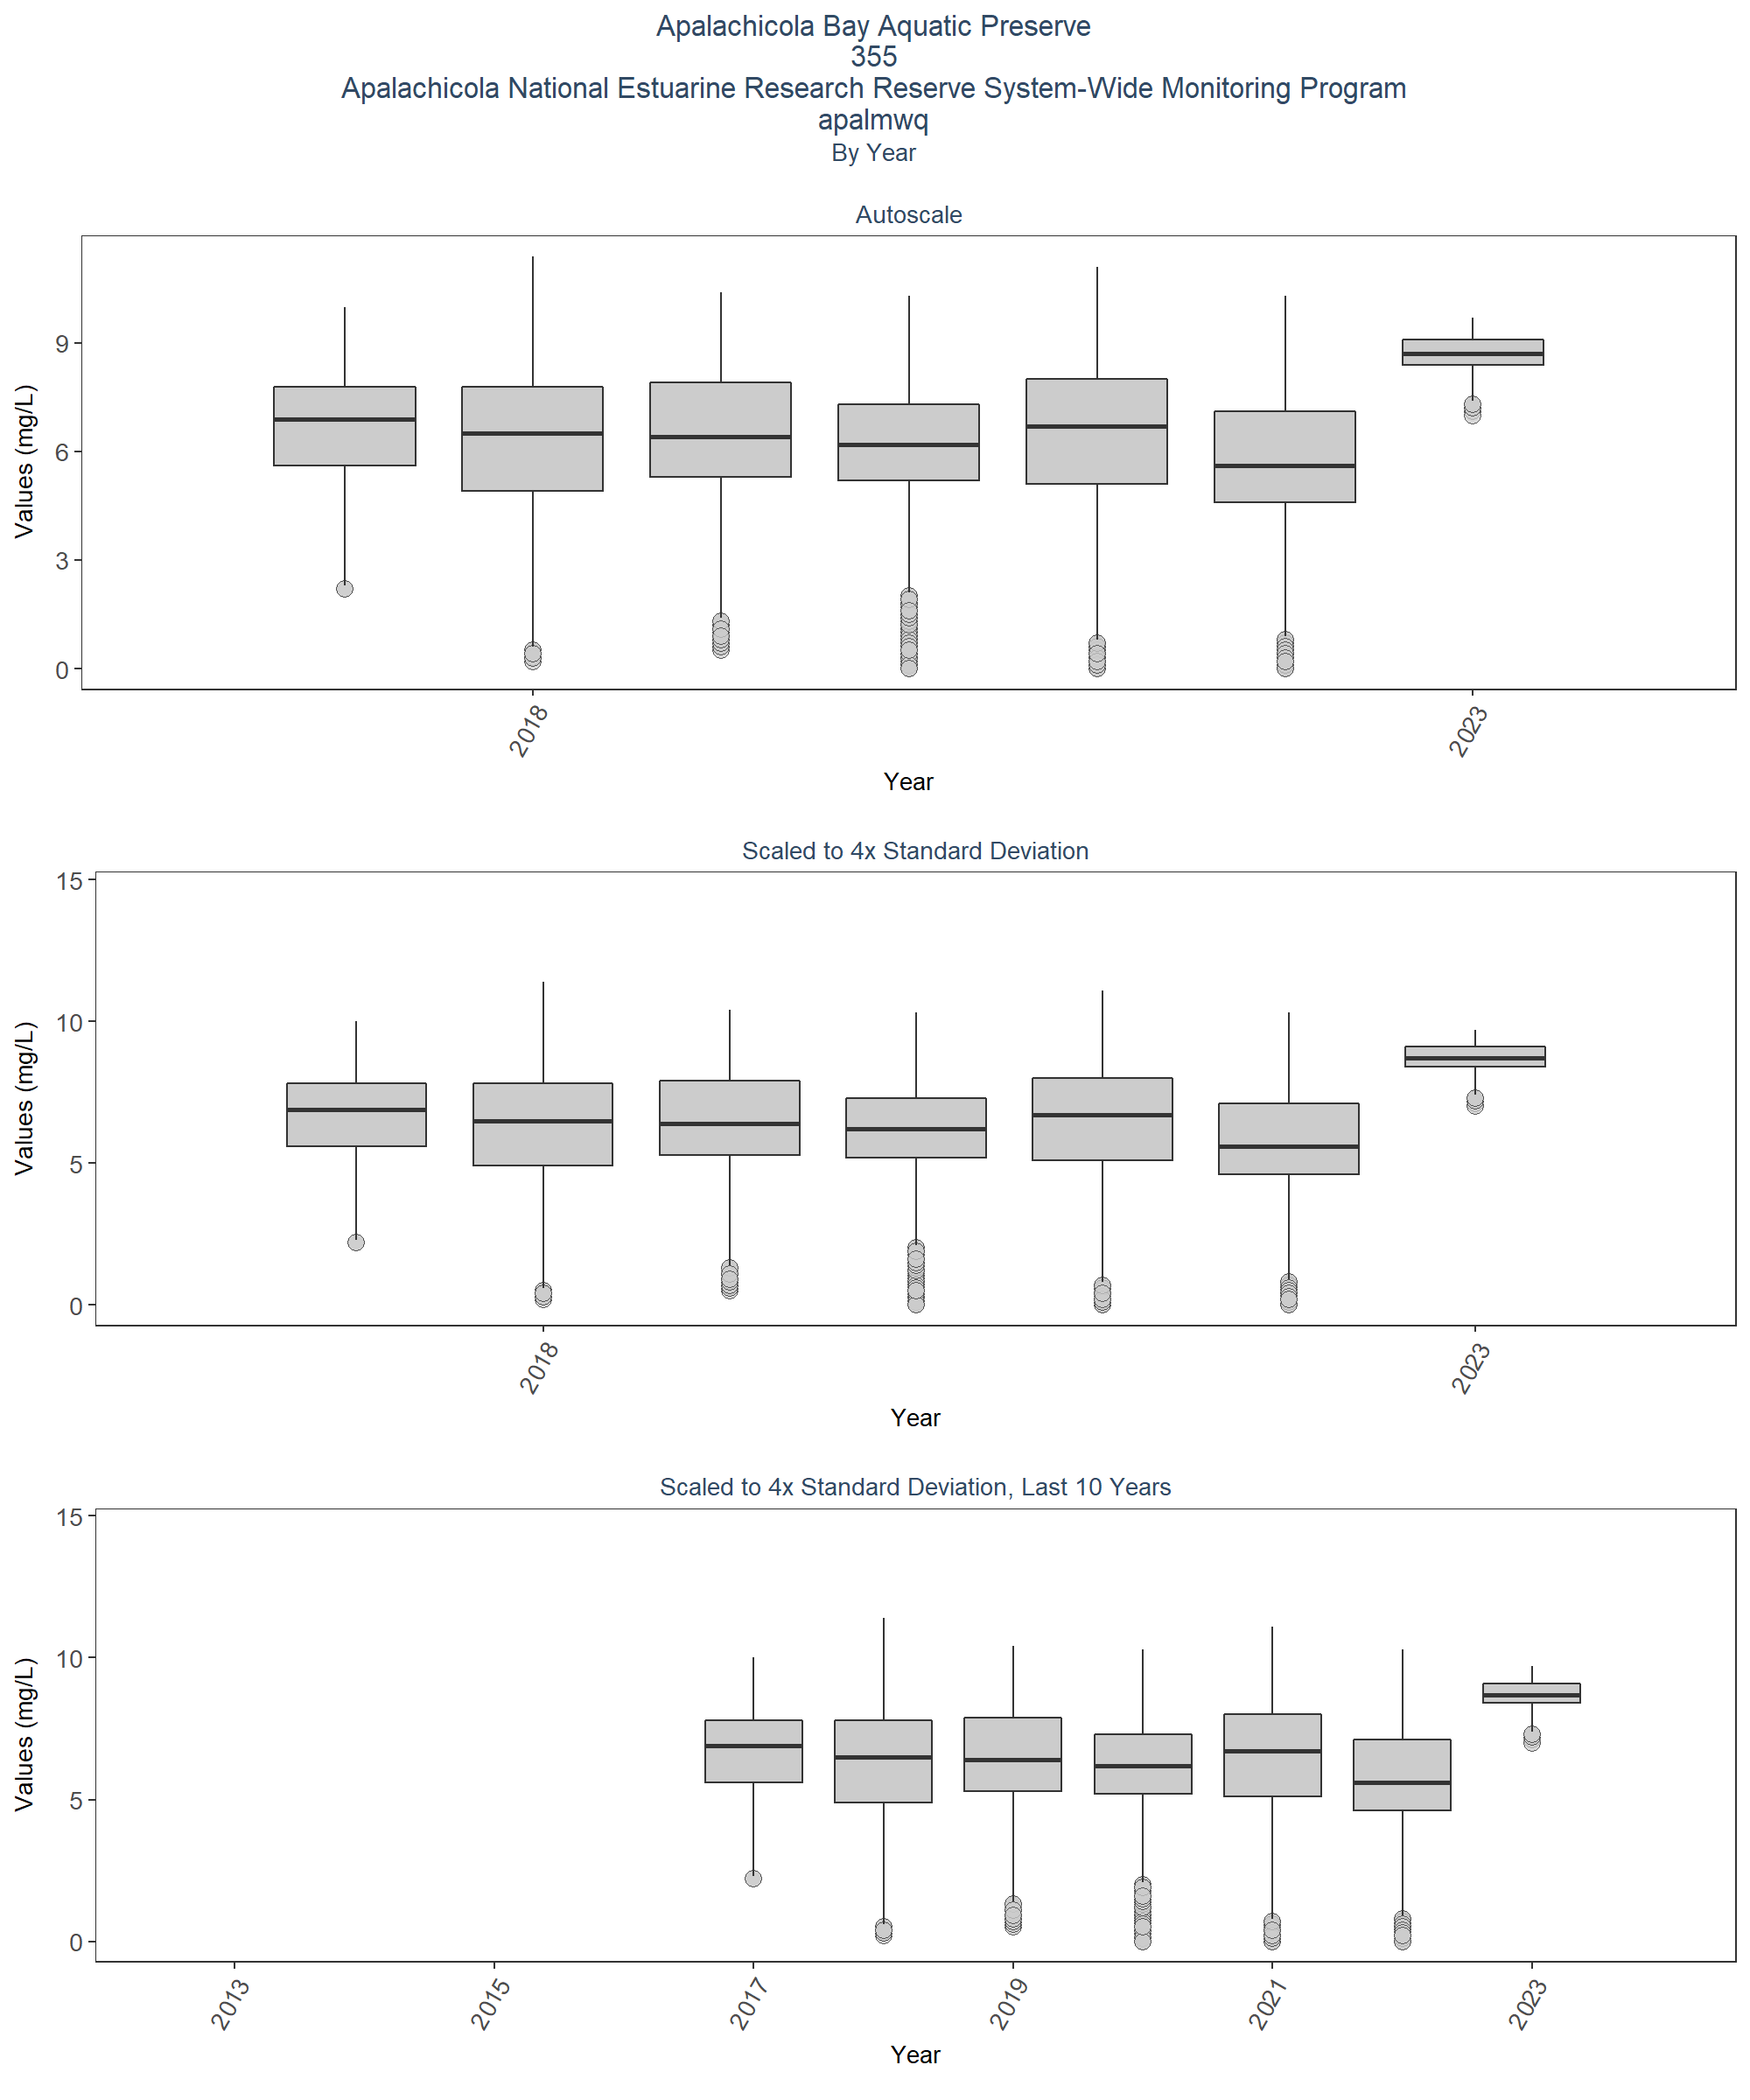 Apalachicola Bay Aquatic Preserve
355
Apalachicola National Estuarine Research Reserve System-Wide Monitoring Program
apalmwq
By Year
Autoscale
Values (mg/L)
9
6
3
0
2018
2023
Year
Scaled to 4x Standard Deviation
Values (mg/L)
15
10
5
0
2018
2023
Year
Scaled to 4x Standard Deviation, Last 10 Years
Values (mg/L)
15
10
5
0
2013
2015
2017
2019
2021
2023
Year